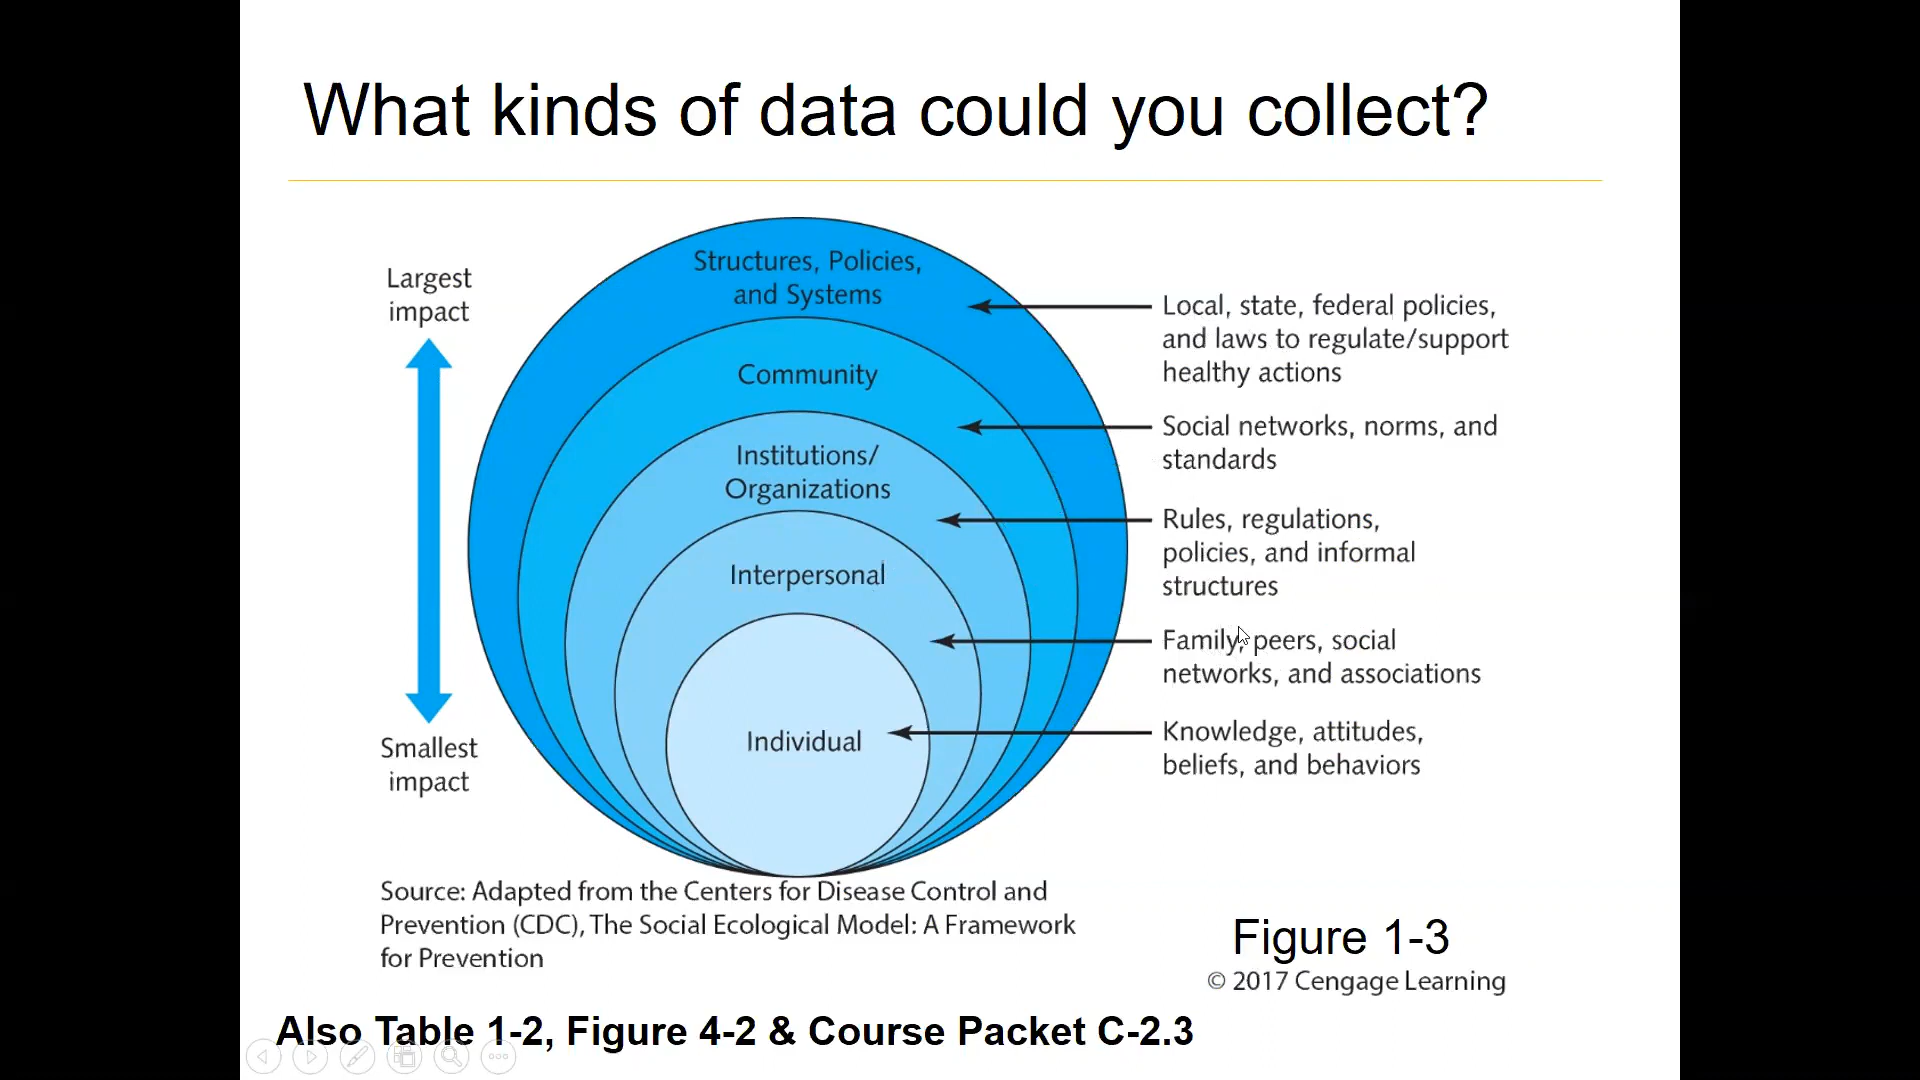 What kinds of data could you collect?
Largest
impact
Smallest
impact
Structures, Policies,
and Systems
Community
Institutions/
Organizations
Interpersonal
Individual
Local, state, federal policies,
and laws to regulate/support
healthy actions
Social networks, norms, and
standards
Rules, regulations,
policies, and informal
structures
Family, peers, social
networks, and associations
Knowledge, attitudes,
beliefs, and behaviors
Source: Adapted from the Centers for Disease Control and
Prevention (CDC), The Social Ecological Model: A Framework
for Prevention
Figure 1-3
© 2017 Cengage Learning
Also Table 1-2, Figure 4-2 & Course Packet C-2.3